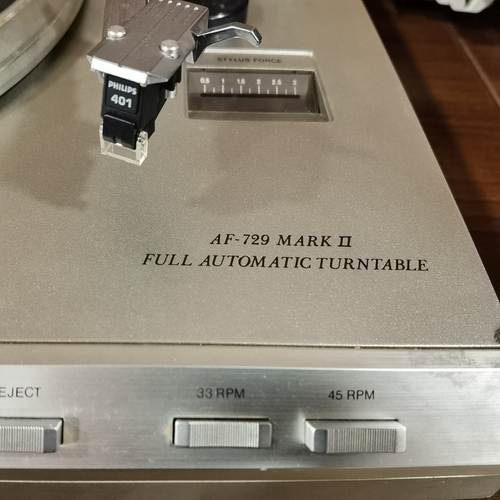 STYLUS FORCE
0,5 1 1,5 2 2,5 3
PHILIPS
401
AF-729 MARK II
FULL AUTOMATIC TURNTABLE
EJECT
33 RPM
45 RPM